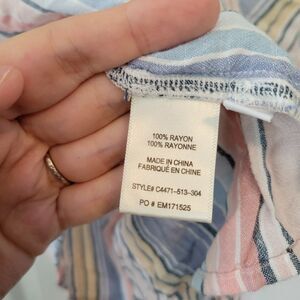 100% RAYON
100% RAYONNE
MADE IN CHINA
FABRIQUÉ EN CHINE
STYLE# C4471-513-304
PO # EM171525